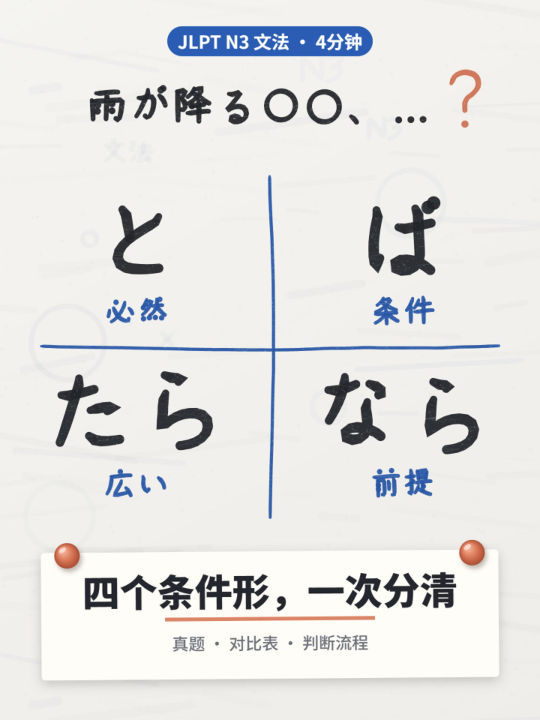 JLPT N3 文法 · 4分钟
雨が降る〇〇、…？
と
必然
ば
条件
たら
広い
なら
前提
四个条件形，一次分清
真题 · 对比表 · 判断流程